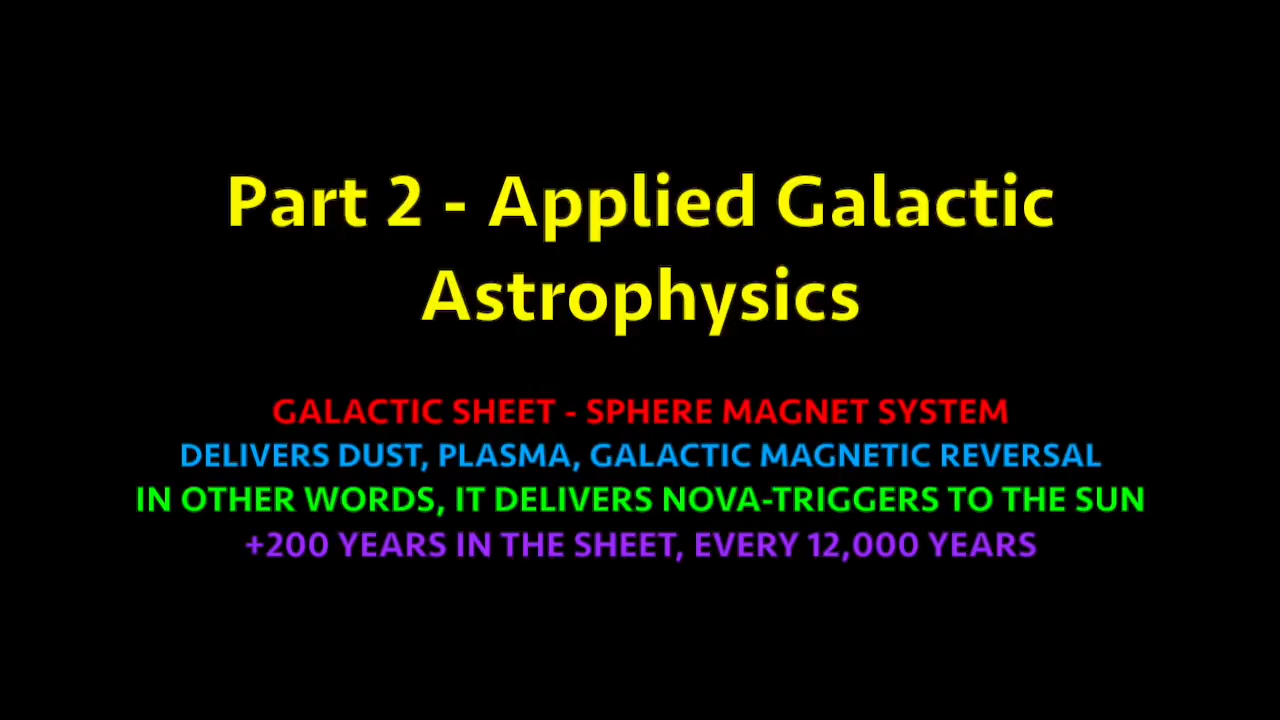 Part 2 - Applied Galactic
Astrophysics
GALACTIC SHEET - SPHERE MAGNET SYSTEM
DELIVERS DUST, PLASMA, GALACTIC MAGNETIC REVERSAL
IN OTHER WORDS, IT DELIVERS NOVA-TRIGGERS TO THE SUN
+200 YEARS IN THE SHEET, EVERY 12,000 YEARS